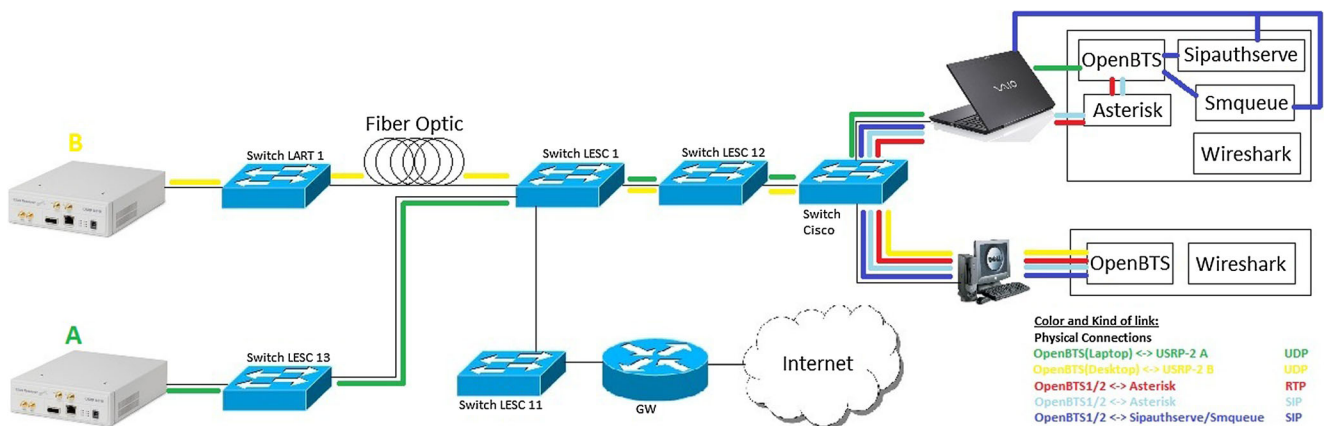 B
Switch LART 1
Fiber Optic
Switch LESC 1
Switch LESC 12
Switch
Cisco
VAIO
OpenBTS
Sipauthserve
Asterisk
Smqueue
Wireshark
A
Switch LESC 13
Switch LESC 11
GW
Internet
DELL
OpenBTS
Wireshark
Color and Kind of link:
Physical Connections
OpenBTS(Laptop) <-> USRP-2 A UDP
OpenBTS(Desktop) <-> USRP-2 B UDP
OpenBTS1/2 <-> Asterisk RTP
OpenBTS1/2 <-> Asterisk SIP
OpenBTS1/2 <-> Sipauthserve/Smqueue SIP